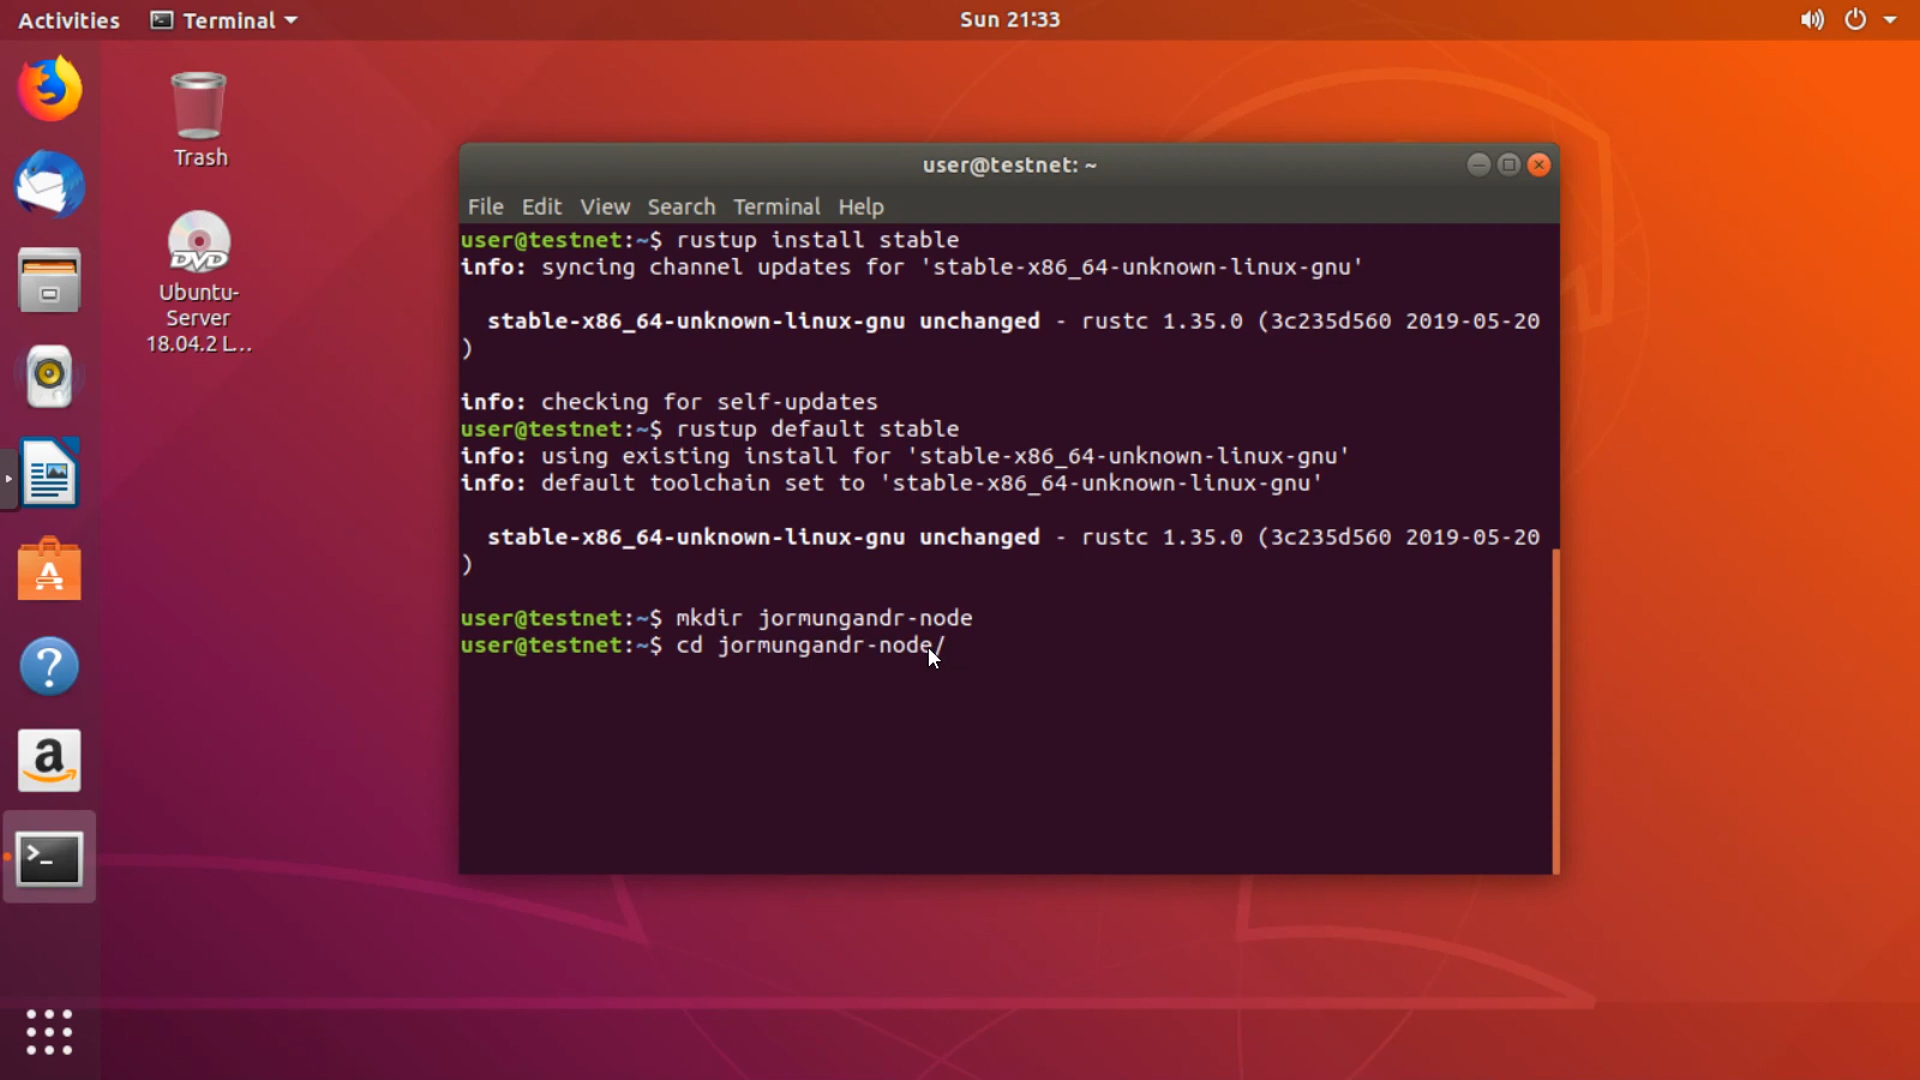 Activities
Terminal
Sun 21:33
Trash
DVD
Ubuntu-
Server
18.04.2 L...
user@testnet: ~
File Edit View Search Terminal Help
user@testnet:~$ rustup install stable
info: syncing channel updates for 'stable-x86_64-unknown-linux-gnu'
stable-x86_64-unknown-linux-gnu unchanged - rustc 1.35.0 (3c235d560 2019-05-20
)
info: checking for self-updates
user@testnet:~$ rustup default stable
info: using existing install for 'stable-x86_64-unknown-linux-gnu'
info: default toolchain set to 'stable-x86_64-unknown-linux-gnu'
stable-x86_64-unknown-linux-gnu unchanged - rustc 1.35.0 (3c235d560 2019-05-20
)
user@testnet:~$ mkdir jormungandr-node
user@testnet:~$ cd jormungandr-node/